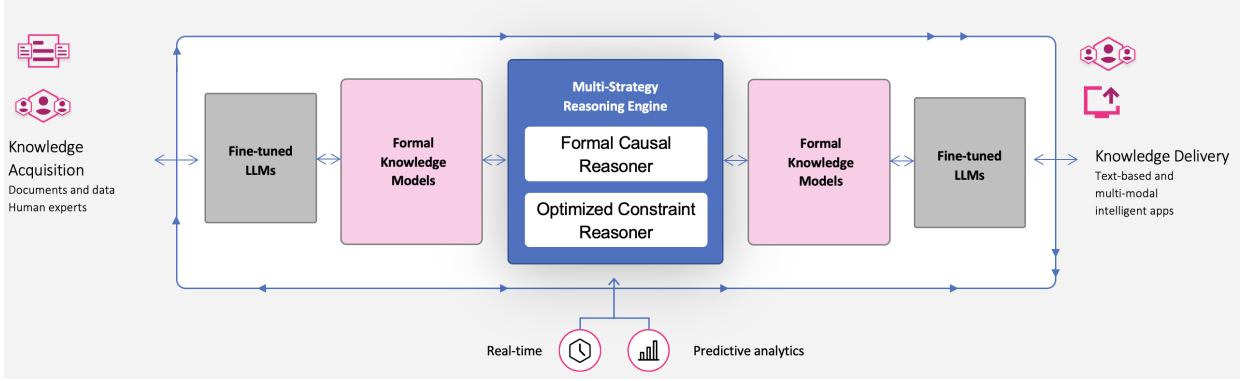 Knowledge
Acquisition
Documents and data
Human experts
Fine-tuned
LLMs
Formal
Knowledge
Models
Multi-Strategy
Reasoning Engine
Formal Causal
Reasoner
Optimized Constraint
Reasoner
Formal
Knowledge
Models
Fine-tuned
LLMs
Knowledge Delivery
Text-based and
multi-modal
intelligent apps
Real-time
Predictive analytics